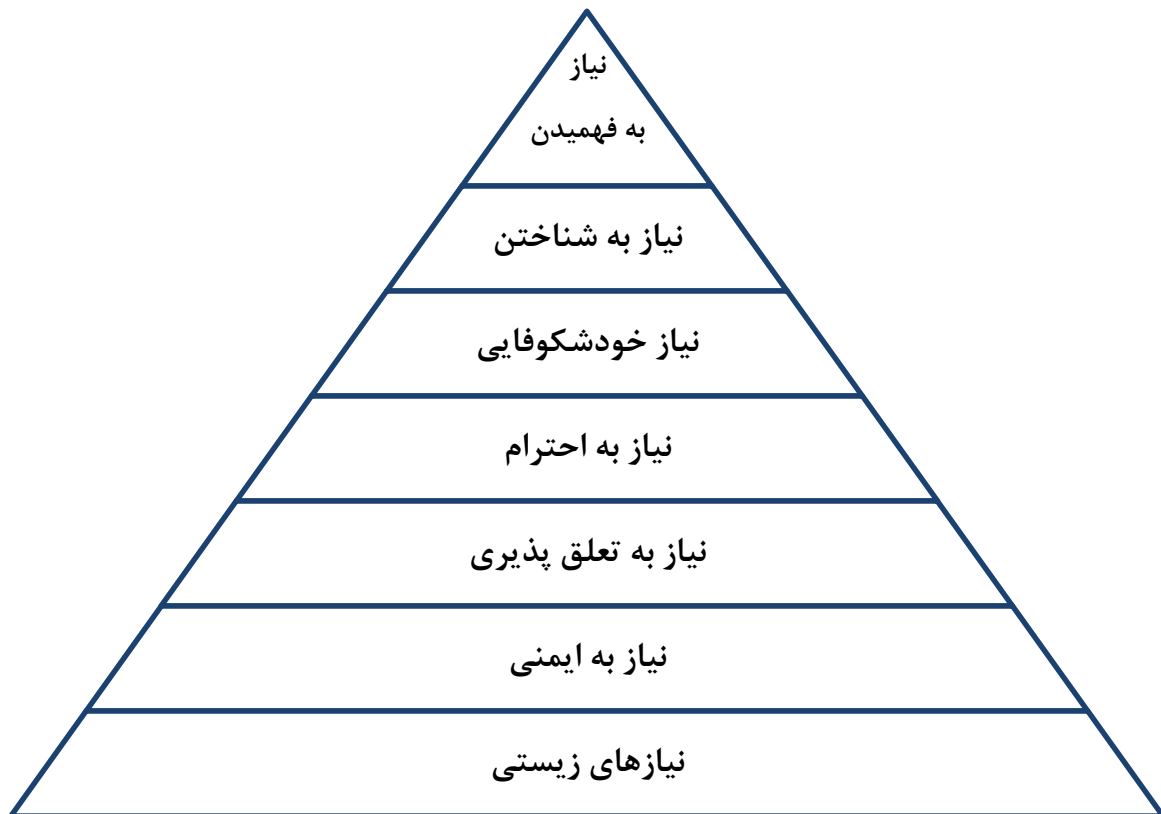 نیاز
به فهمیدن
نیاز به شناختن
نیاز خودشکوفایی
نیاز به احترام
نیاز به تعلق پذیری
نیاز به ایمنی
نیازهای زیستی